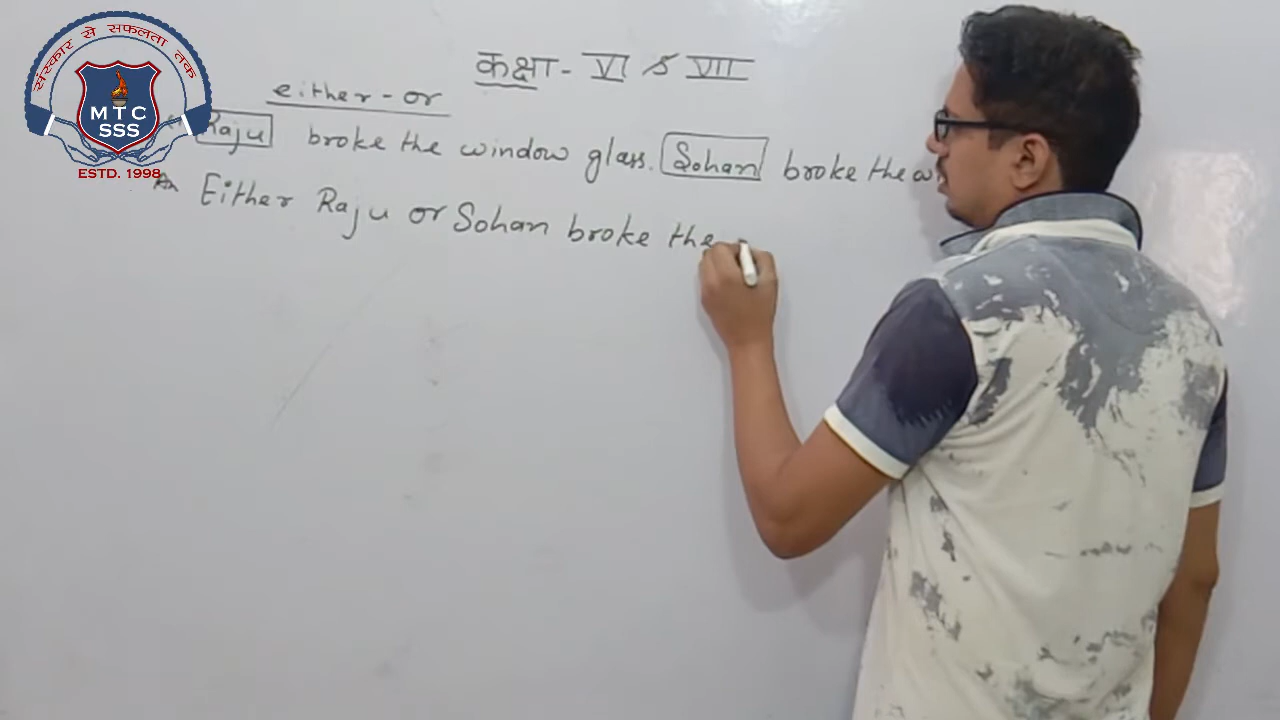 संस्कार से सफलता तक
MTC
SSS
ESTD. 1998
कक्षा - VI & VII
either - or
Raju broke the window glass. Sohan broke the
Either Raju or Sohan broke the